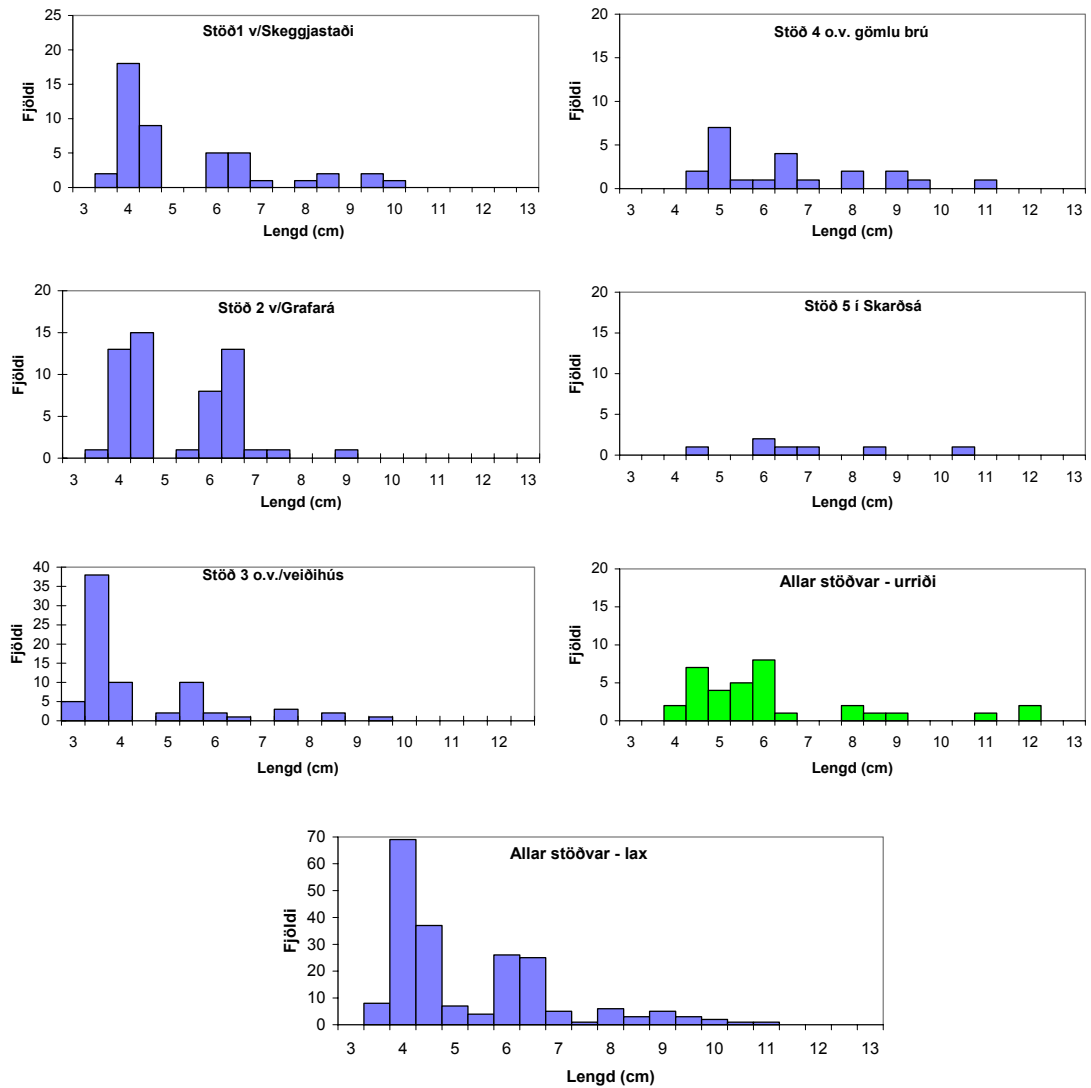 Stöð1 v/Skeggjastaði
Fjöldi
25
20
15
10
5
0
3 4 5 6 7 8 9 10 11 12 13
Lengd (cm)
Stöð 4 o.v. gömlu brú
Fjöldi
20
15
10
5
0
3 4 5 6 7 8 9 10 11 12 13
Lengd (cm)
Stöð 2 v/Grafará
Fjöldi
20
15
10
5
0
3 4 5 6 7 8 9 10 11 12 13
Lengd (cm)
Stöð 5 í Skarðsá
Fjöldi
20
15
10
5
0
3 4 5 6 7 8 9 10 11 12 13
Lengd (cm)
Stöð 3 o.v./veiðihús
Fjöldi
40
35
30
25
20
15
10
5
0
3 4 5 6 7 8 9 10 11 12
Lengd (cm)
Allar stöðvar - urriði
Fjöldi
20
15
10
5
0
3 4 5 6 7 8 9 10 11 12 13
Lengd (cm)
Allar stöðvar - lax
Fjöldi
70
60
50
40
30
20
10
0
3 4 5 6 7 8 9 10 11 12 13
Lengd (cm)